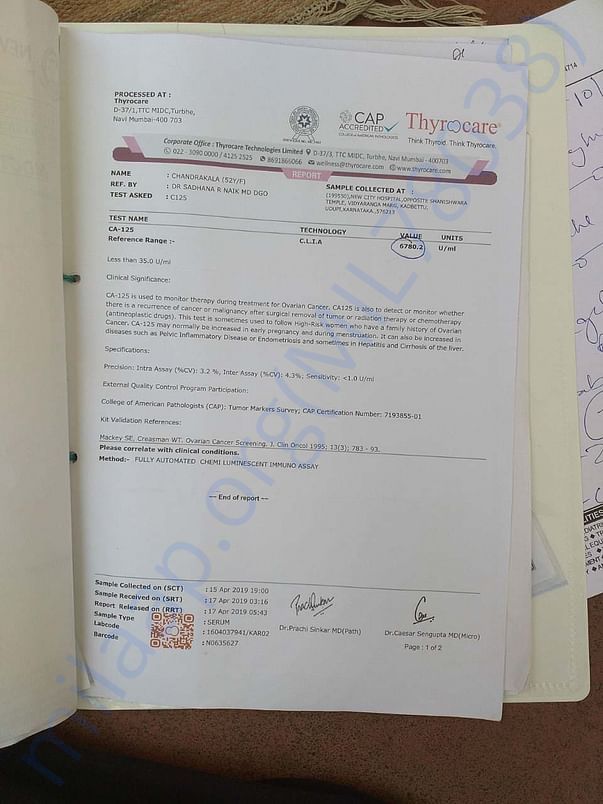 PROCESSED AT :
Thyrocare
D-37/1,TTC MIDC,Turbhe,
Navi Mumbai-400 703
CAP
ACCREDITED
COLLEGE of AMERICAN PATHOLOGISTS
Thyrocare®
Think Thyroid. Think Thyrocare.
Corporate Office : Thyrocare Technologies Limited D-37/3, TTC MIDC, Turbhe, Navi Mumbai - 400703
022 - 3090 0000 / 4125 2525 8691866066 wellness@thyrocare.com www.thyrocare.com
REPORT
NAME : CHANDRAKALA (52Y/F)
REF. BY : DR SADHANA R NAIK MD DGO
TEST ASKED : C125
SAMPLE COLLECTED AT :
(199550),NEW CITY HOSPITAL,OPPOSITE SHANISHWARA
TEMPLE, VIDYARANGA MARG, KADBETTU,
UDUPI,KARNATAKA.,576213
TEST NAME TECHNOLOGY VALUE UNITS
CA-125 C.L.I.A 6780.2 U/ml
Reference Range :-
Less than 35.0 U/ml
Clinical Significance:
CA-125 is used to monitor therapy during treatment for Ovarian Cancer. CA125 is also to detect or monitor whether
there is a recurrence of cancer or malignancy after surgical removal of tumor or radiation therapy or chemotherapy
(antineoplastic drugs). This test is sometimes used to follow High-Risk women who have a family history of Ovarian
Cancer. CA-125 may normally be increased in early pregnancy and during menstruation. It can also be increased in
diseases such as Pelvic Inflammatory Disease or Endometriosis and sometimes in Hepatitis and Cirrhosis of the liver.
Specifications:
Precision: Intra Assay (%CV): 3.2 %, Inter Assay (%CV): 4.3%; Sensitivity: <1.0 U/ml
External Quality Control Program Participation:
College of American Pathologists (CAP): Tumor Markers Survey; CAP Certification Number: 7193855-01
Kit Validation References:
Mackey SE, Creasman WT. Ovarian Cancer Screening. J. Clin Oncol 1995; 13(3); 783 - 93.
Please correlate with clinical conditions.
Method:- FULLY AUTOMATED CHEMI LUMINESCENT IMMUNO ASSAY
~~ End of report ~~
Sample Collected on (SCT) : 15 Apr 2019 19:00
Sample Received on (SRT) : 17 Apr 2019 03:16
Report Released on (RRT) : 17 Apr 2019 05:43
Sample Type : SERUM
Labcode : 1604037941/KAR02
Barcode : N0635627
Dr.Prachi Sinkar MD(Path)
Dr.Caesar Sengupta MD(Micro)
Page : 1 of 2